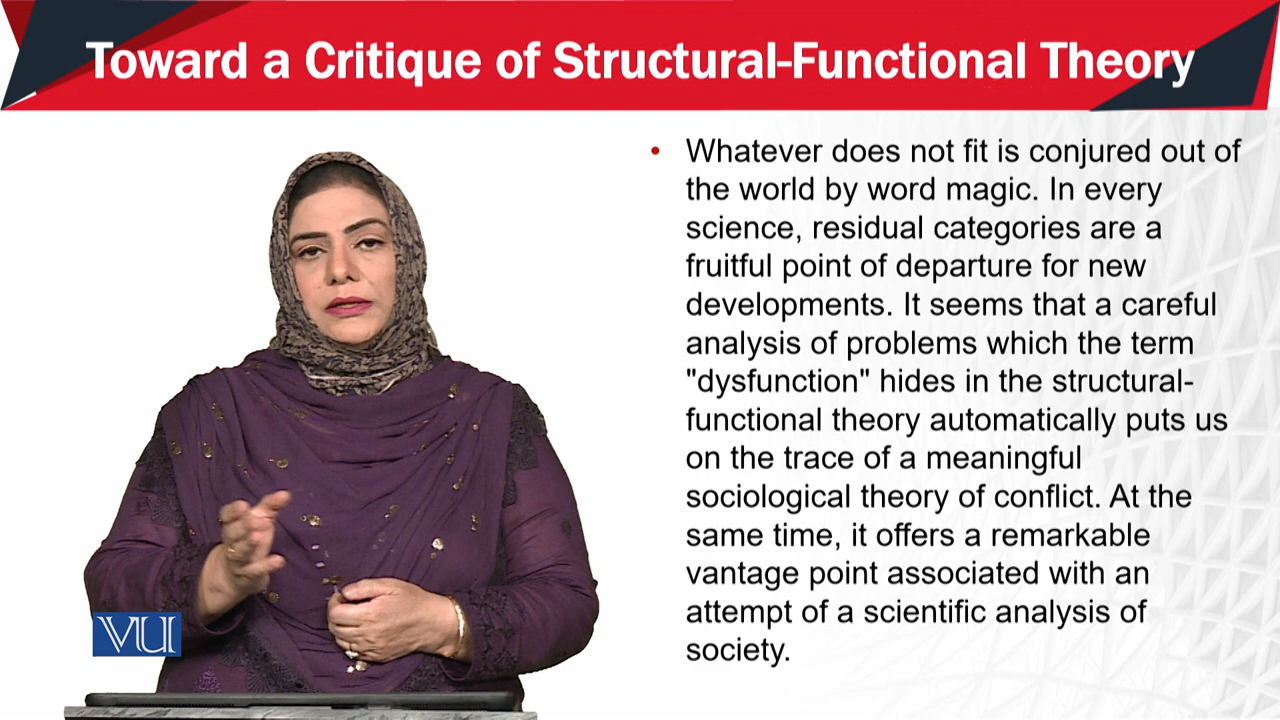 Toward a Critique of Structural-Functional Theory
• Whatever does not fit is conjured out of
the world by word magic. In every
science, residual categories are a
fruitful point of departure for new
developments. It seems that a careful
analysis of problems which the term
"dysfunction" hides in the structural-
functional theory automatically puts us
on the trace of a meaningful
sociological theory of conflict. At the
same time, it offers a remarkable
vantage point associated with an
attempt of a scientific analysis of
society.
VU